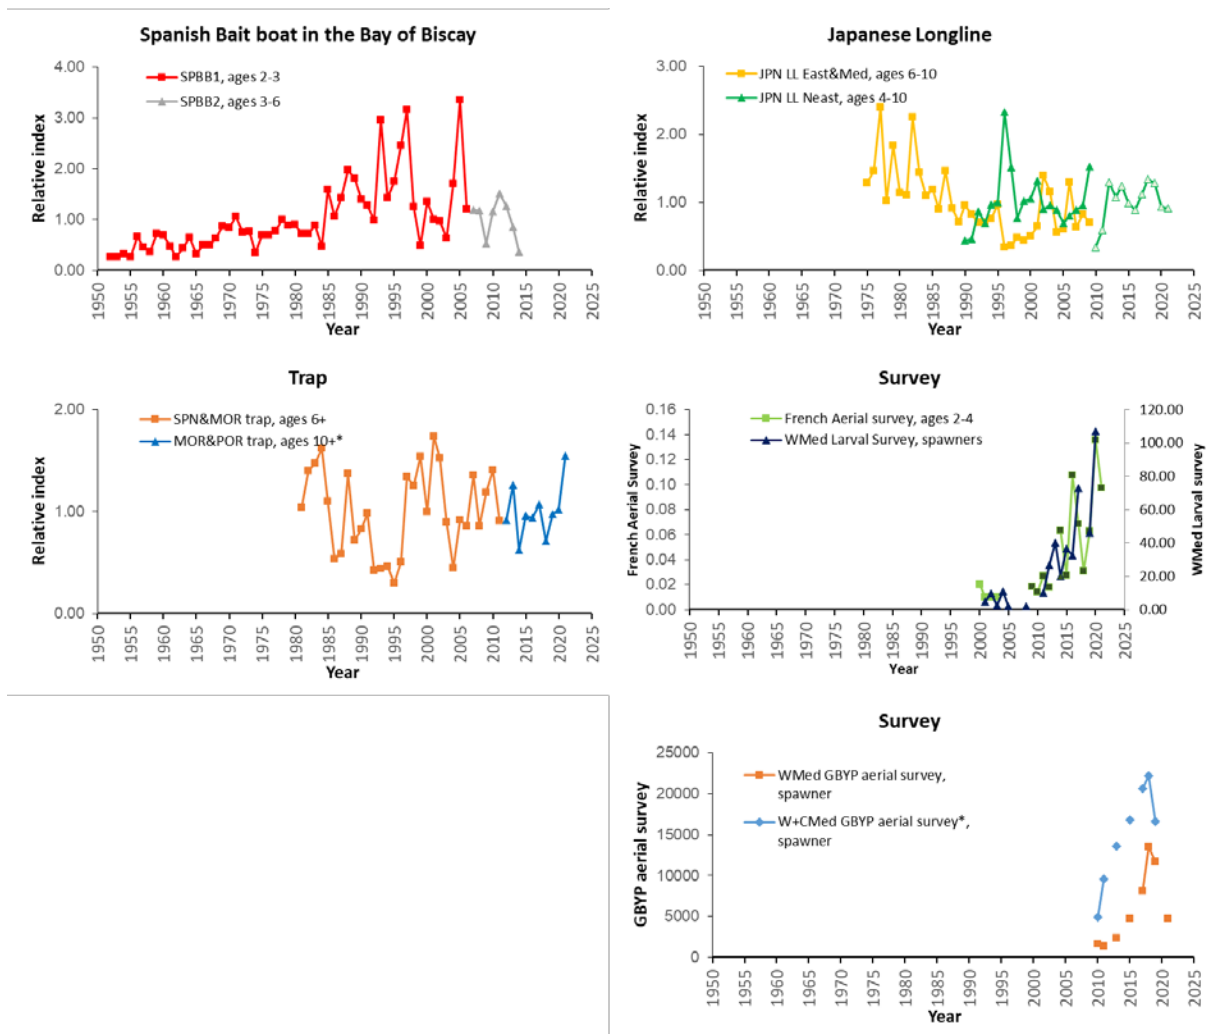 Spanish Bait boat in the Bay of Biscay
SPBB1, ages 2-3
SPBB2, ages 3-6
Relative index
4.00
3.00
2.00
1.00
0.00
1950 1955 1960 1965 1970 1975 1980 1985 1990 1995 2000 2005 2010 2015 2020 2025
Year
Japanese Longline
JPN LL East&Med, ages 6-10
JPN LL Neast, ages 4-10
Relative index
3.00
2.00
1.00
0.00
1950 1955 1960 1965 1970 1975 1980 1985 1990 1995 2000 2005 2010 2015 2020 2025
Year
Trap
SPN&MOR trap, ages 6+
MOR&POR trap, ages 10+*
Relative index
2.00
1.00
0.00
1950 1955 1960 1965 1970 1975 1980 1985 1990 1995 2000 2005 2010 2015 2020 2025
Year
Survey
French Aerial survey, ages 2-4
WMed Larval Survey, spawners
French Aerial Survey
0.16
0.14
0.12
0.10
0.08
0.06
0.04
0.02
0.00
120.00
100.00
80.00
60.00
40.00
20.00
0.00
WMed Larval survey
1950 1955 1960 1965 1970 1975 1980 1985 1990 1995 2000 2005 2010 2015 2020 2025
Year
Survey
WMed GBYP aerial survey,
spawner
W+CMed GBYP aerial survey*,
spawner
GBYP aerial survey
25000
20000
15000
10000
5000
0
1950 1955 1960 1965 1970 1975 1980 1985 1990 1995 2000 2005 2010 2015 2020 2025
Year